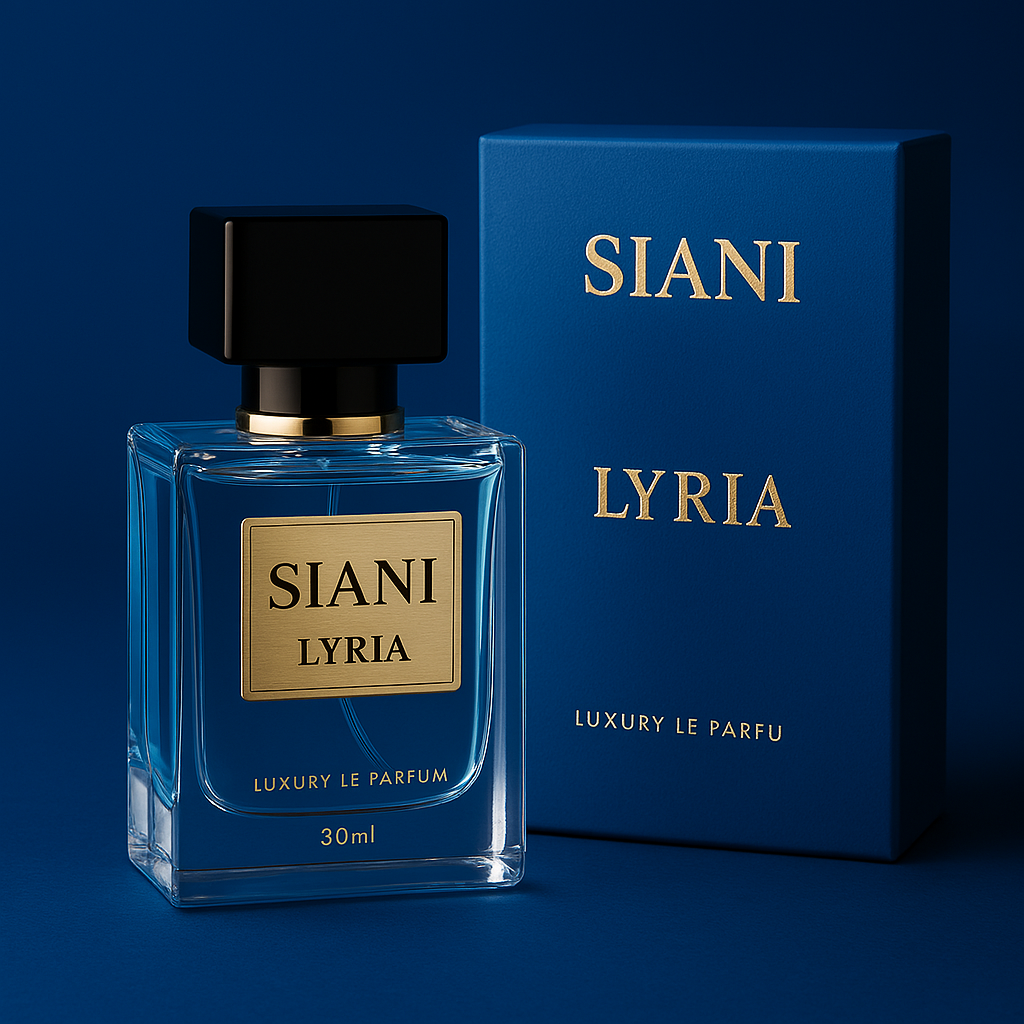 SIANI
LYRIA
LUXURY LE PARFUM
30ml
SIANI
LYRIA
LUXURY LE PARFU